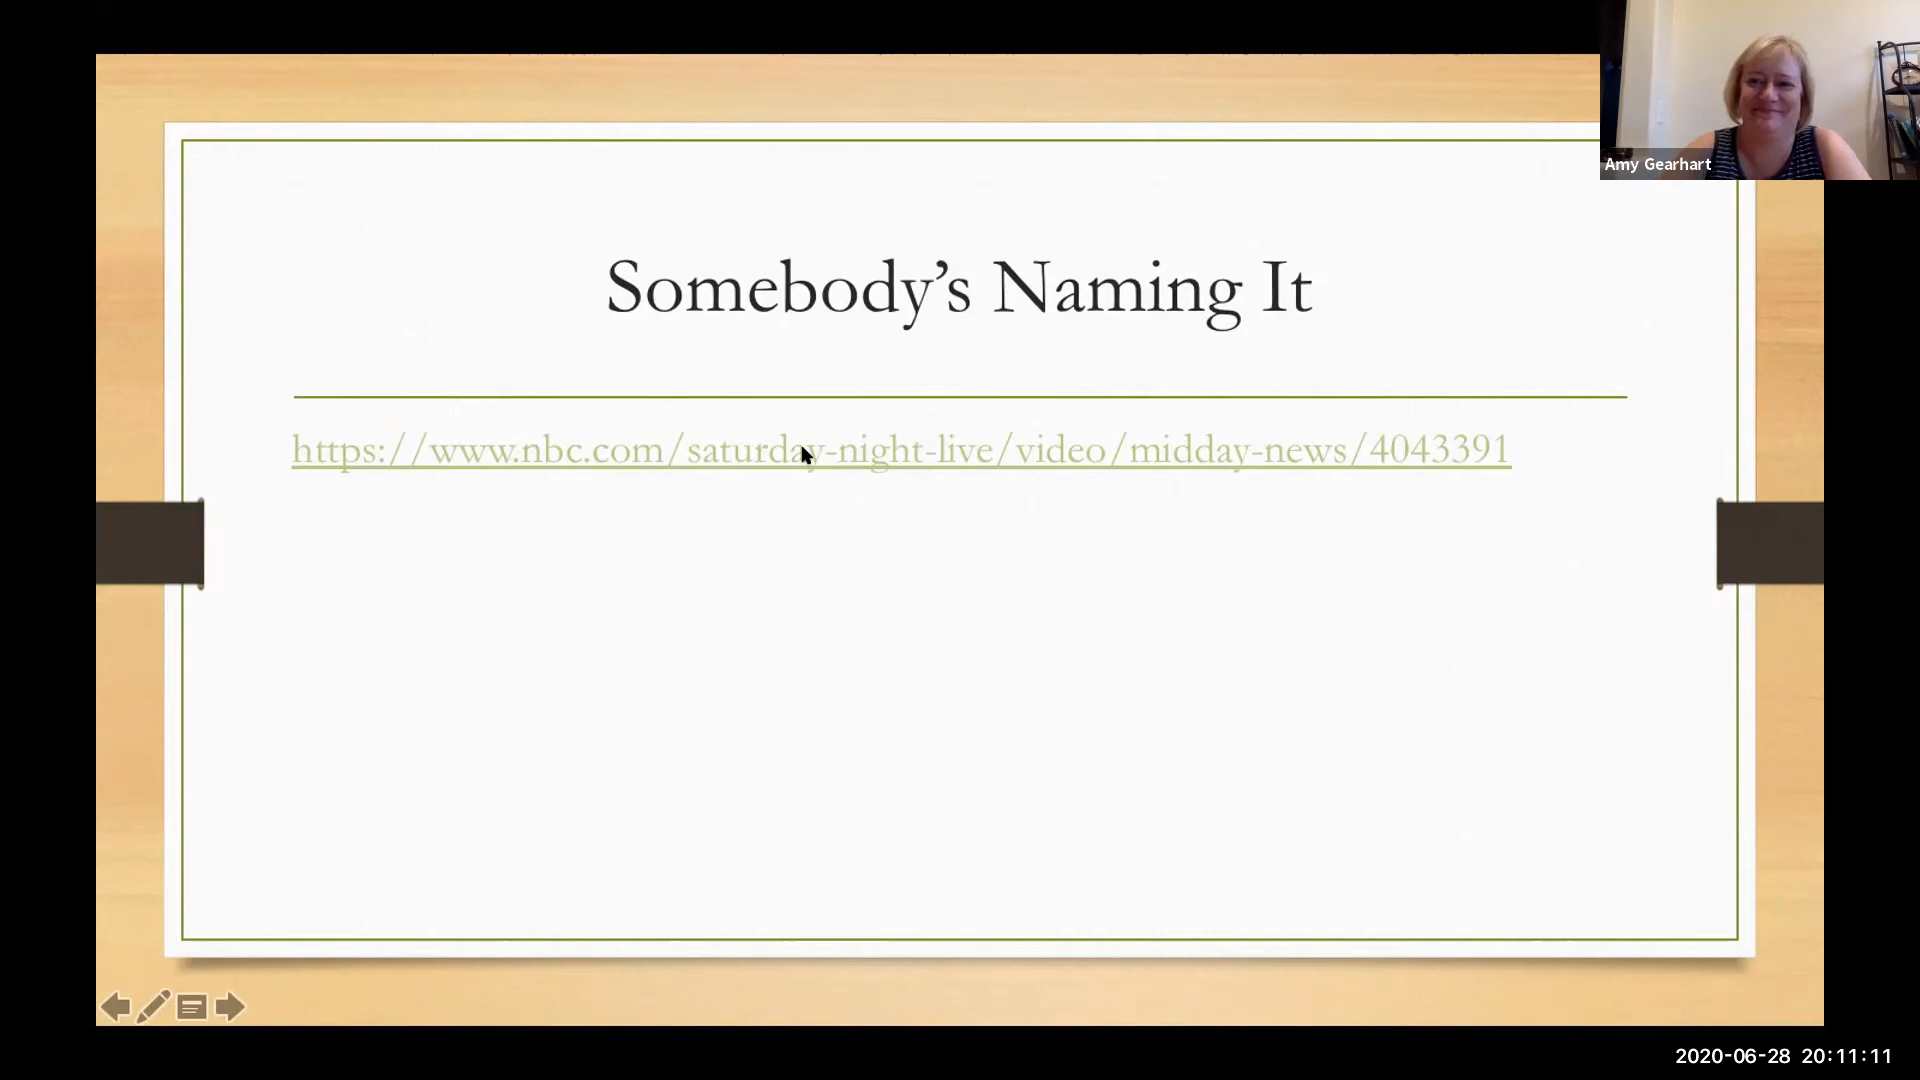 Amy Gearhart
Somebody’s Naming It
https://www.nbc.com/saturday-night-live/video/midday-news/4043391
2020-06-28 20:11:11